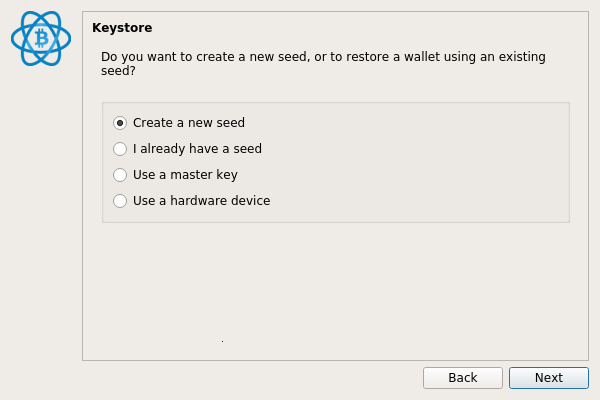 Keystore
Do you want to create a new seed, or to restore a wallet using an existing
seed?
Create a new seed
I already have a seed
Use a master key
Use a hardware device
Back
Next